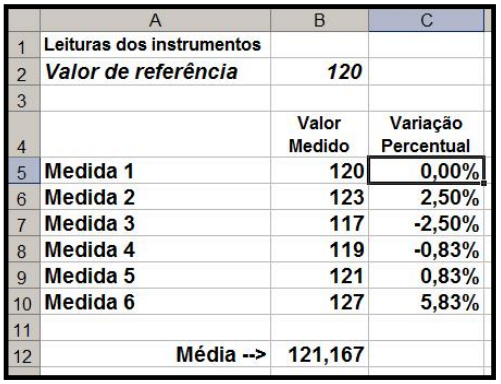 A B C
1 Leituras dos instrumentos
2 Valor de referência 120
3
Valor Variação
4 Medido Percentual
5 Medida 1 120 0,00%
6 Medida 2 123 2,50%
7 Medida 3 117 -2,50%
8 Medida 4 119 -0,83%
9 Medida 5 121 0,83%
10 Medida 6 127 5,83%
11
12 Média --> 121,167